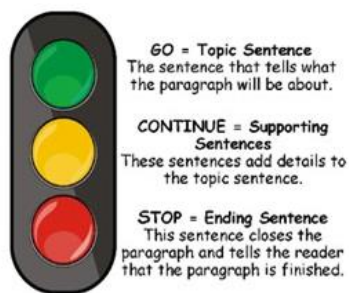 GO = Topic Sentence
The sentence that tells what
the paragraph will be about.
CONTINUE = Supporting
Sentences
These sentences add details to
the topic sentence.
STOP = Ending Sentence
This sentence closes the
paragraph and tells the reader
that the paragraph is finished.